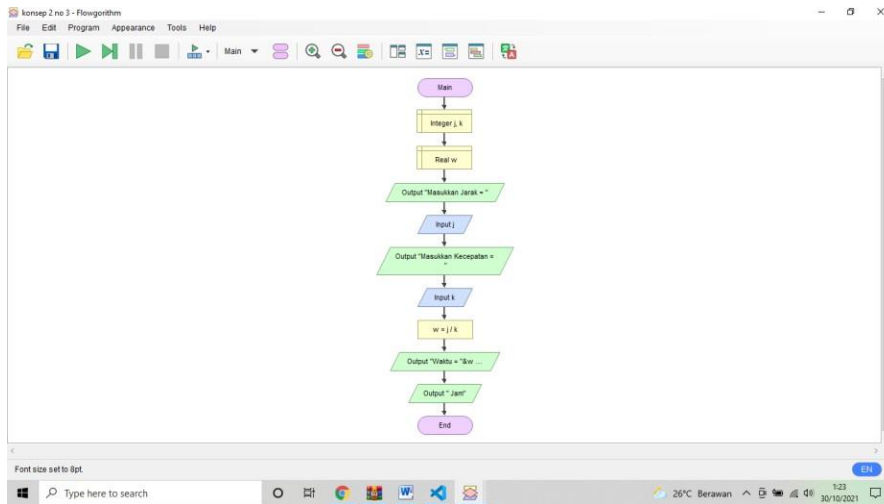 konsep 2 no 3 - Flowgorithm
File Edit Program Appearance Tools Help
Main
Main
Integer j, k
Real w
Output "Masukkan Jarak = "
Input j
Output "Masukkan Kecepatan =
"
Input k
w = j / k
Output "Waktu = "&w ...
Output " Jam"
End
Font size set to 8pt.
EN
Type here to search
26°C Berawan
1:23
30/10/2021